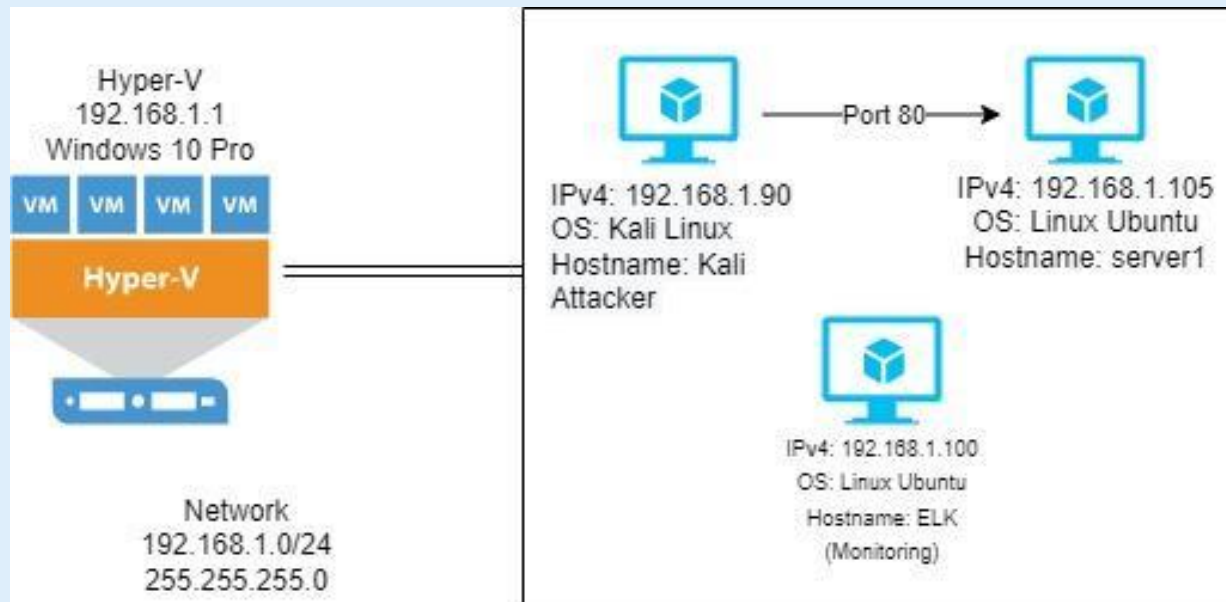 Hyper-V
192.168.1.1
Windows 10 Pro
VM VM VM VM
Hyper-V
Network
192.168.1.0/24
255.255.255.0
Port 80
IPv4: 192.168.1.90
OS: Kali Linux
Hostname: Kali
Attacker
IPv4: 192.168.1.105
OS: Linux Ubuntu
Hostname: server1
IPv4: 192.168.1.100
OS: Linux Ubuntu
Hostname: ELK
(Monitoring)